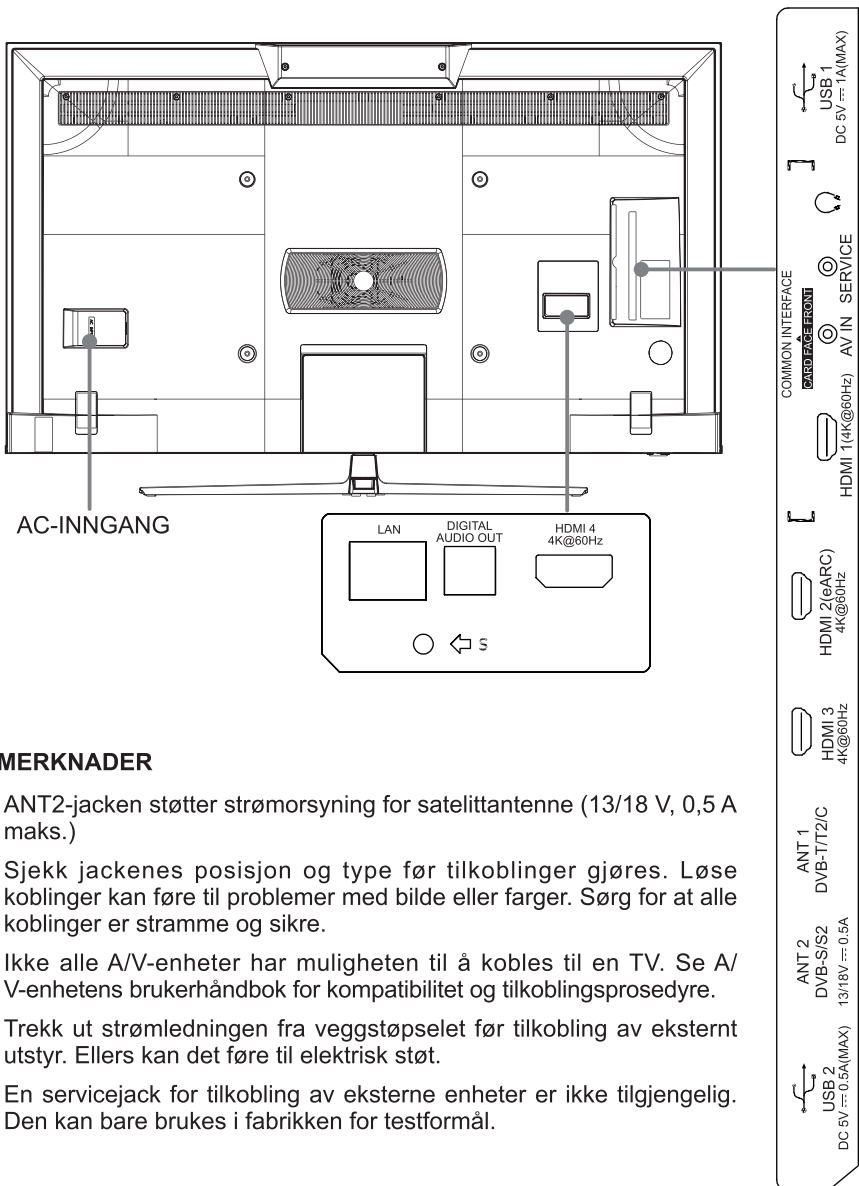 AC-INNGANG
LAN
DIGITAL
AUDIO OUT
HDMI 4
4K@60Hz
S
USB 1
DC 5V ⎓ 1A(MAX)
COMMON INTERFACE
CARD FACE FRONT
SERVICE
AV IN
HDMI 1(4K@60Hz)
HDMI 2(eARC)
4K@60Hz
HDMI 3
4K@60Hz
ANT 1
DVB-T/T2/C
ANT 2
DVB-S/S2
13/18V ⎓ 0.5A
USB 2
DC 5V ⎓ 0.5A(MAX)
MERKNADER
ANT2-jacken støtter strømorsyning for satelittantenne (13/18 V, 0,5 A
maks.)
Sjekk jackenes posisjon og type før tilkoblinger gjøres. Løse
koblinger kan føre til problemer med bilde eller farger. Sørg for at alle
koblinger er stramme og sikre.
Ikke alle A/V-enheter har muligheten til å kobles til en TV. Se A/
V-enhetens brukerhåndbok for kompatibilitet og tilkoblingsprosedyre.
Trekk ut strømledningen fra veggstøpselet før tilkobling av eksternt
utstyr. Ellers kan det føre til elektrisk støt.
En servicejack for tilkobling av eksterne enheter er ikke tilgjengelig.
Den kan bare brukes i fabrikken for testformål.